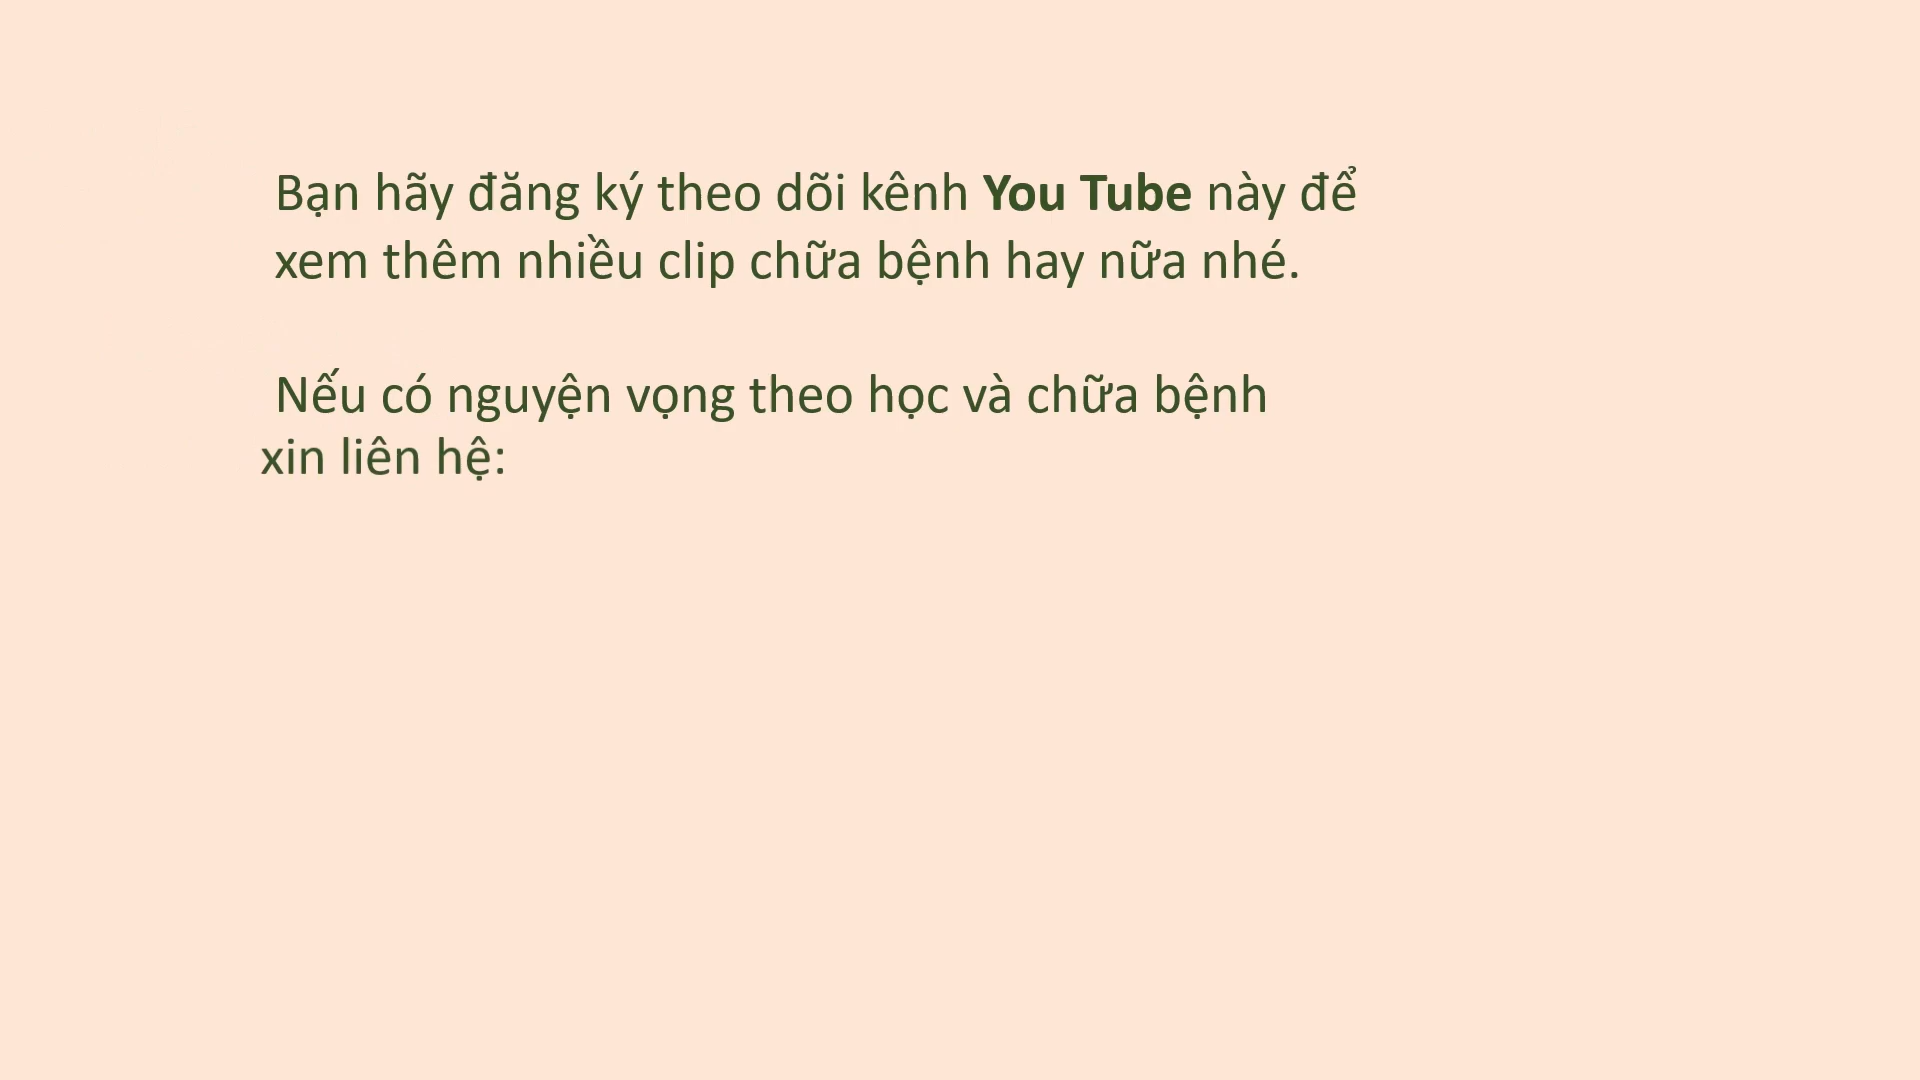 Bạn hãy đăng ký theo dõi kênh You Tube này để
xem thêm nhiều clip chữa bệnh hay nữa nhé.
Nếu có nguyện vọng theo học và chữa bệnh
xin liên hệ: